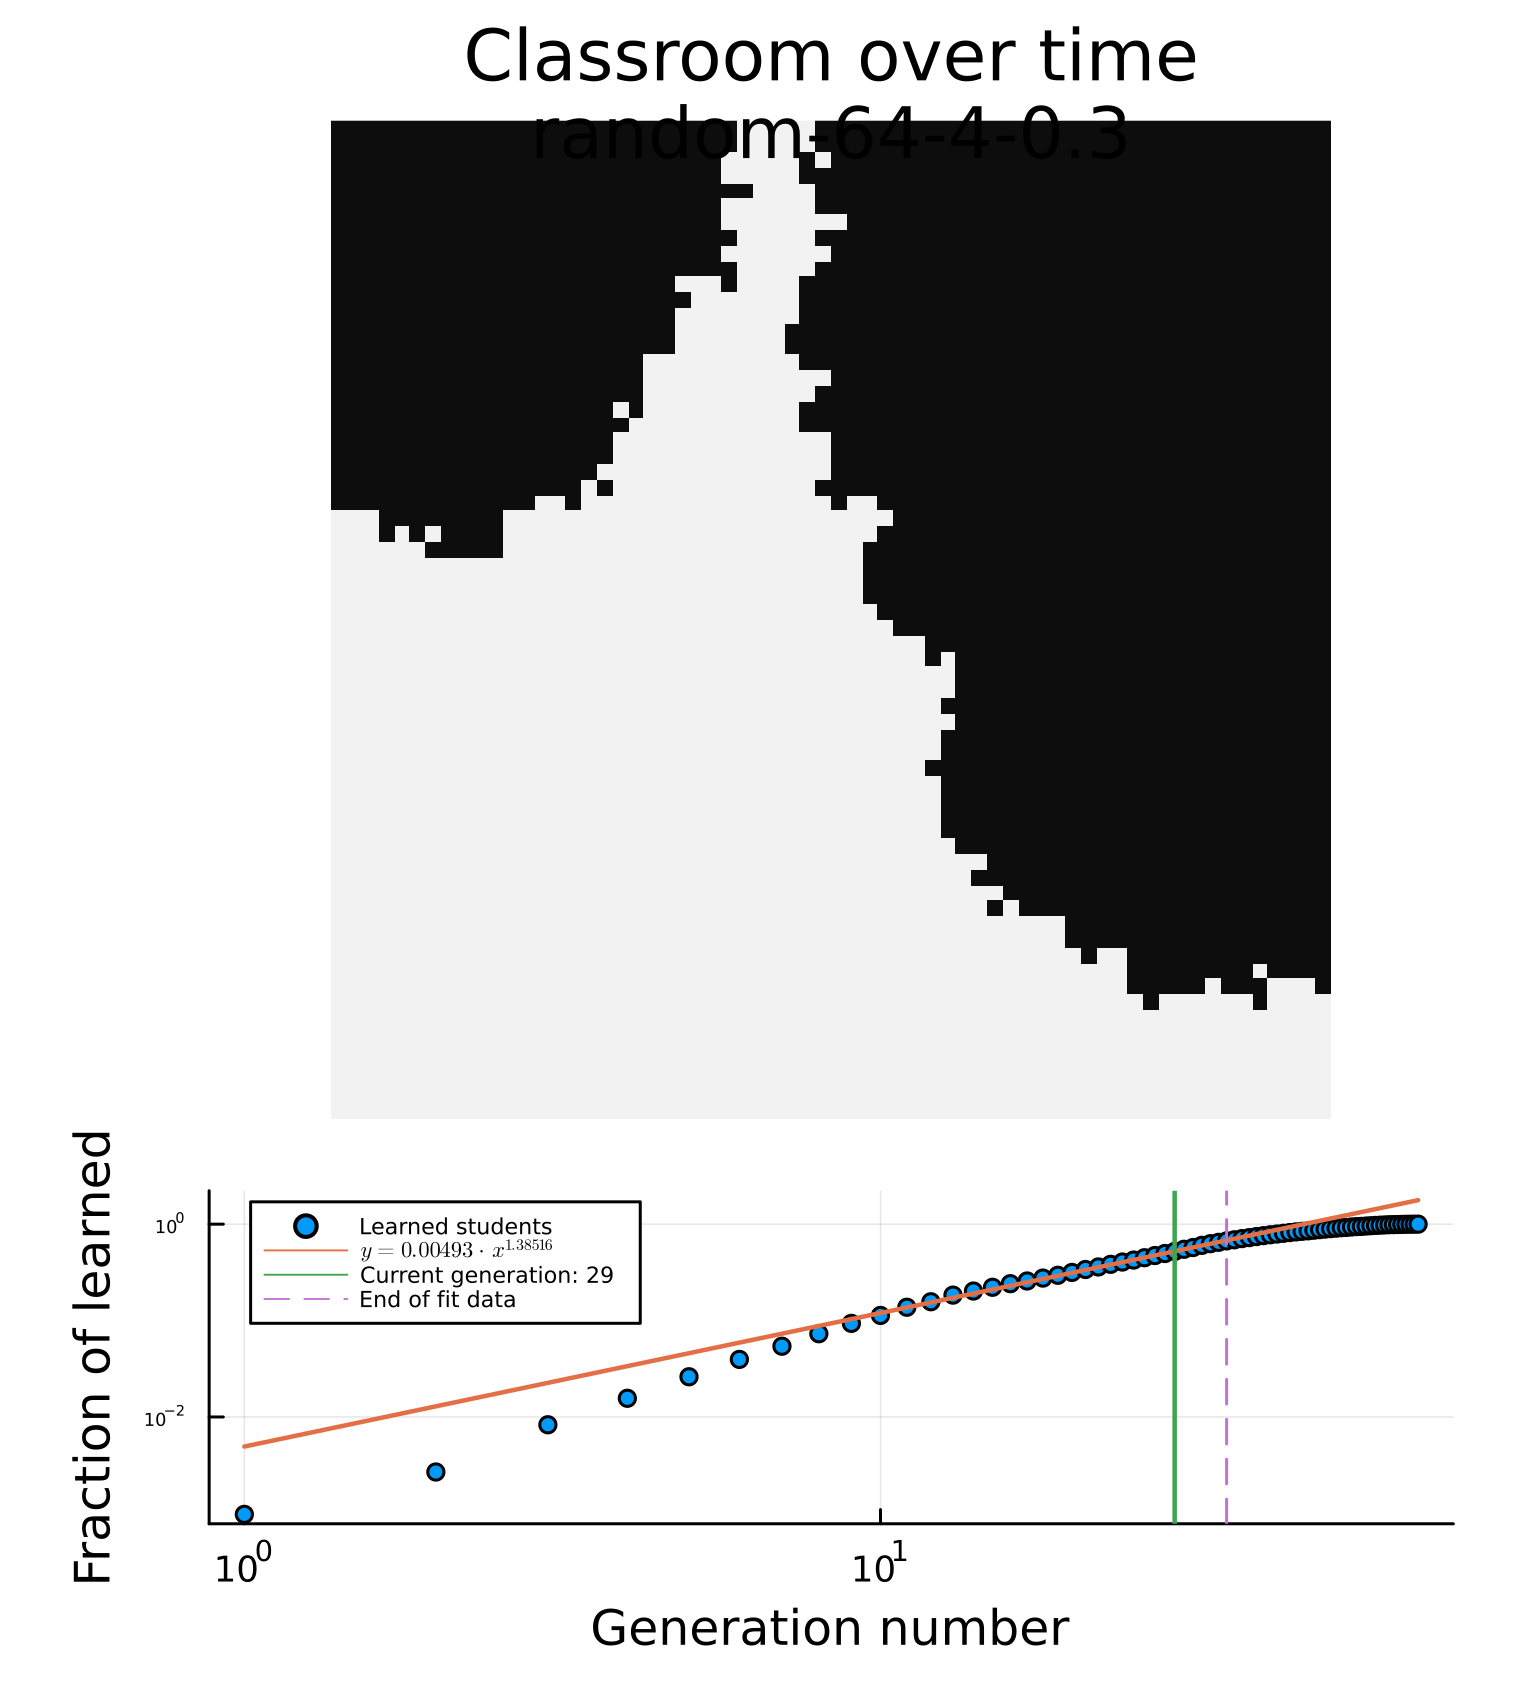 Classroom over time
random-64-4-0.3
Fraction of learned
10⁰
10⁻²
Learned students
y = 0.00493 · x^1.38516
Current generation: 29
End of fit data
10⁰
10¹
Generation number